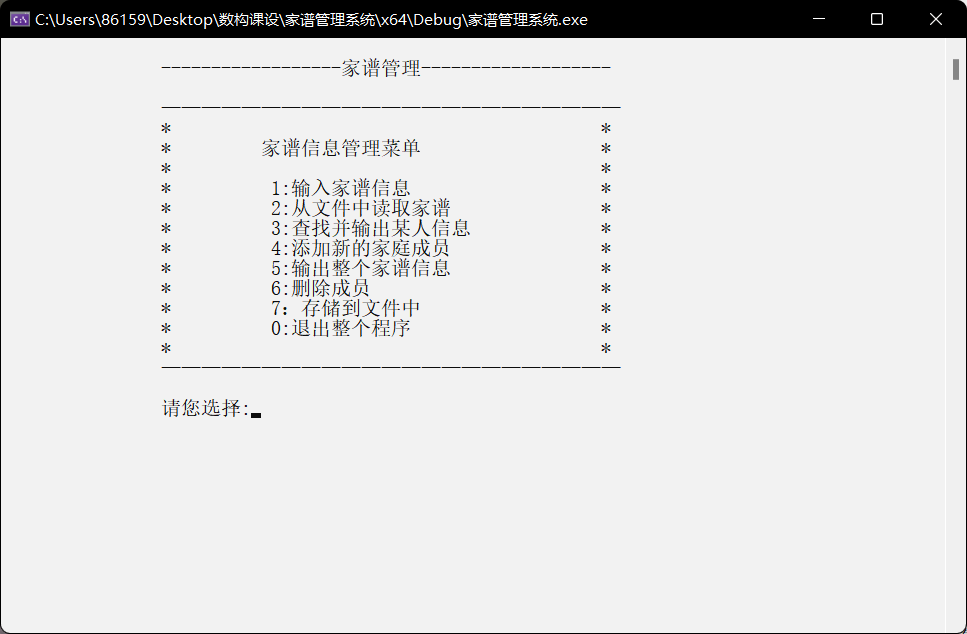 C:\Users\86159\Desktop\数构课设\家谱管理系统\x64\Debug\家谱管理系统.exe
------------------家谱管理-------------------
———————————————————————
* *
* 家谱信息管理菜单 *
* *
* 1:输入家谱信息 *
* 2:从文件中读取家谱 *
* 3:查找并输出某人信息 *
* 4:添加新的家庭成员 *
* 5:输出整个家谱信息 *
* 6:删除成员 *
* 7：存储到文件中 *
* 0:退出整个程序 *
* *
———————————————————————
请您选择: